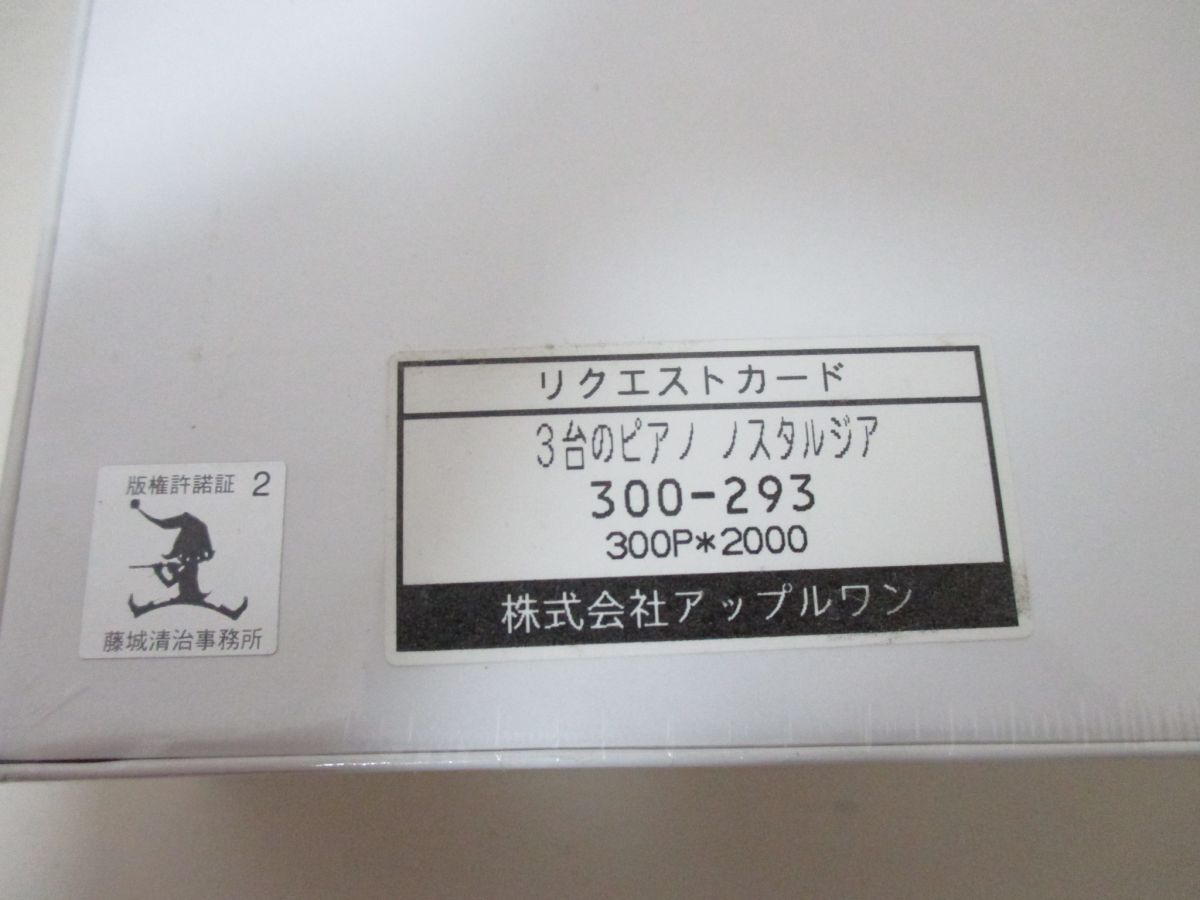 リクエストカード
3台のピアノ ノスタルジア
300-293
300P*2000
株式会社アップルワン
版権許諾証 2
藤城清治事務所